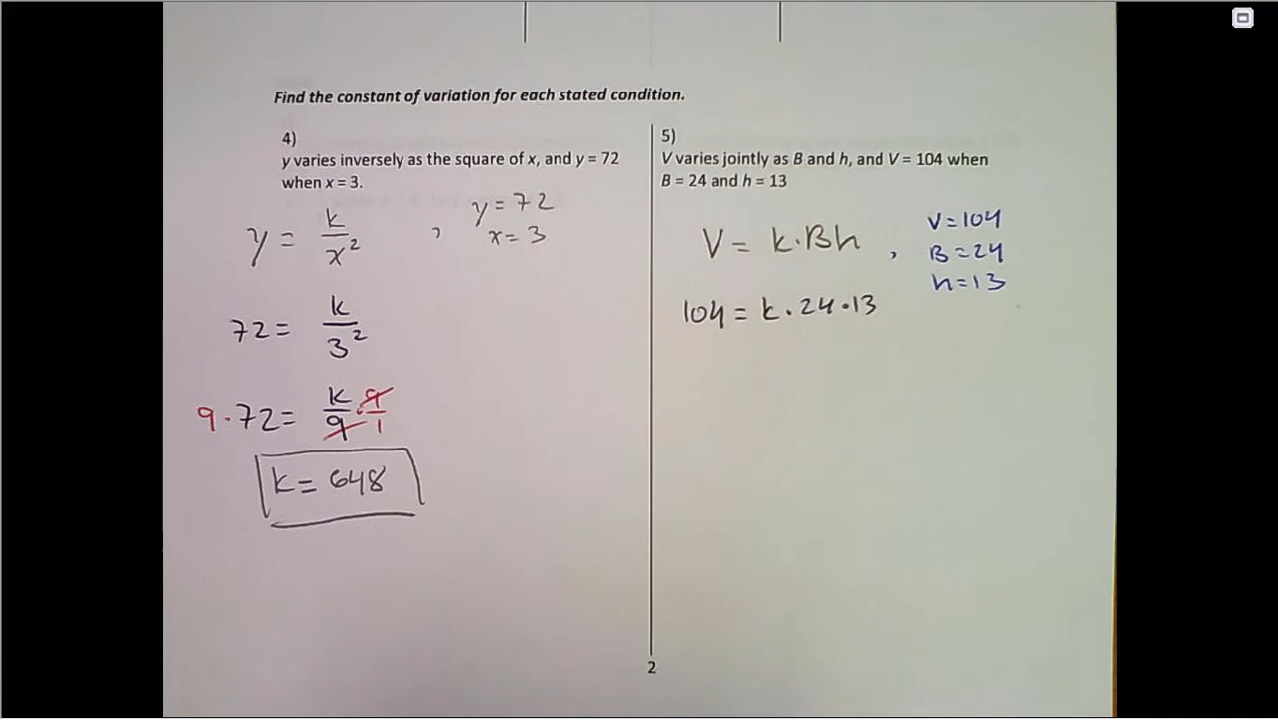 Find the constant of variation for each stated condition.
4)
y varies inversely as the square of x, and y = 72
when x = 3.
y = k/x² , y = 72
x = 3
72 = k/3²
9 · 72 = k/9 · 9/1
k = 648
5)
V varies jointly as B and h, and V = 104 when
B = 24 and h = 13
V = k·Bh , V=104
B=24
h=13
104 = k · 24 · 13
2